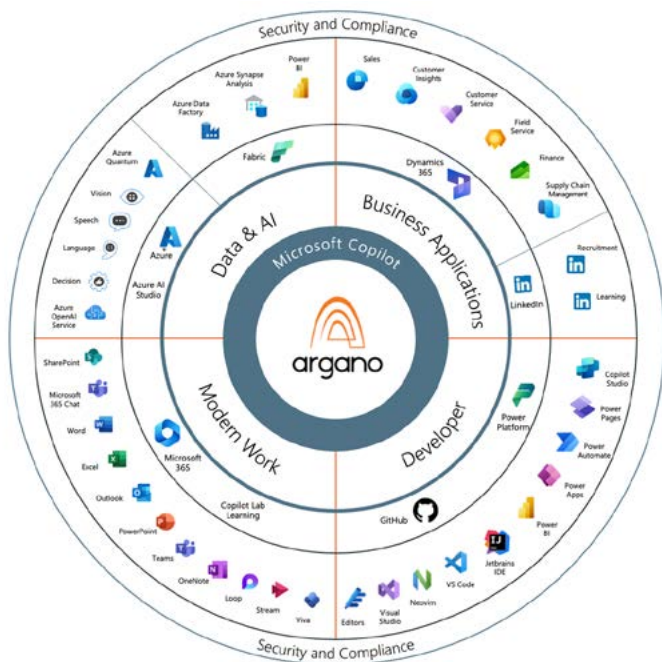 Security and Compliance
Power
BI
Azure Synapse
Analysis
Azure Data
Factory
Fabric
Sales
Customer
Insights
Customer
Service
Field
Service
Finance
Supply Chain
Management
Dynamics
365
Recruitment
Learning
LinkedIn
Azure
Quantum
Vision
Speech
Language
Decision
Azure
OpenAI
Service
Azure
Azure AI
Studio
Data & AI
Business Applications
Microsoft Copilot
argano
Modern Work
Developer
SharePoint
Microsoft
365 Chat
Word
Excel
Outlook
PowerPoint
Teams
OneNote
N
Loop
Stream
Viva
Microsoft
365
Copilot Lab
Learning
GitHub
Power
Platform
Copilot
Studio
Power
Pages
Power
Automate
Power
Apps
Power
BI
IJ
Jetbrains
IDE
VS Code
Neovim
Visual
Studio
Editors
Security and Compliance